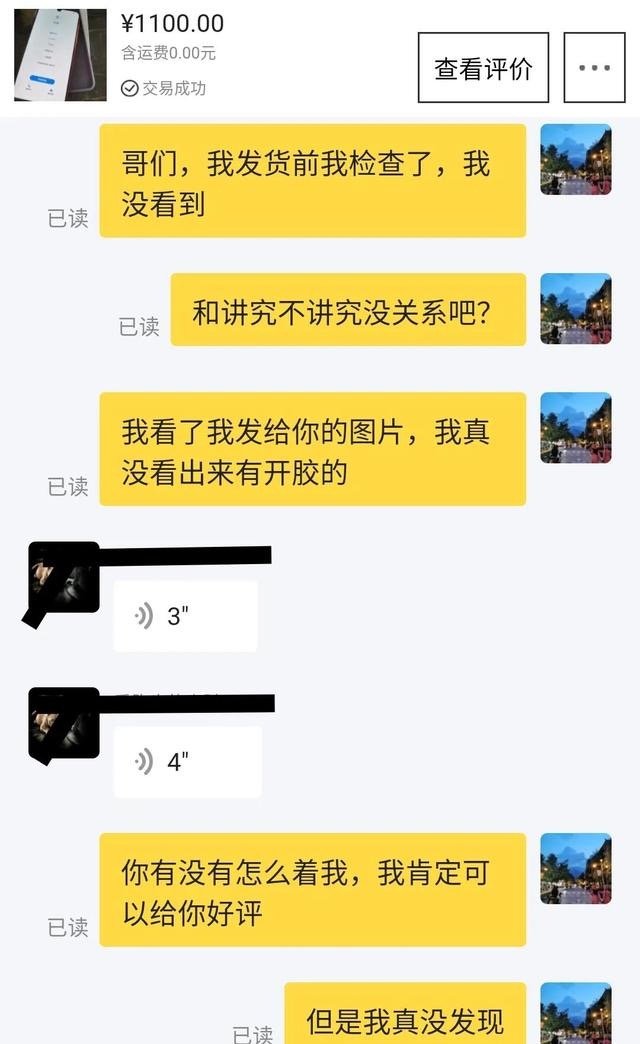 ¥1100.00
含运费0.00元
交易成功
查看评价
哥们，我发货前我检查了，我
没看到
已读
和讲究不讲究没关系吧？
已读
我看了我发给你的图片，我真
没看出来有开胶的
已读
3"
4"
你有没有怎么着我，我肯定可
以给你好评
已读
但是我真没发现
已读